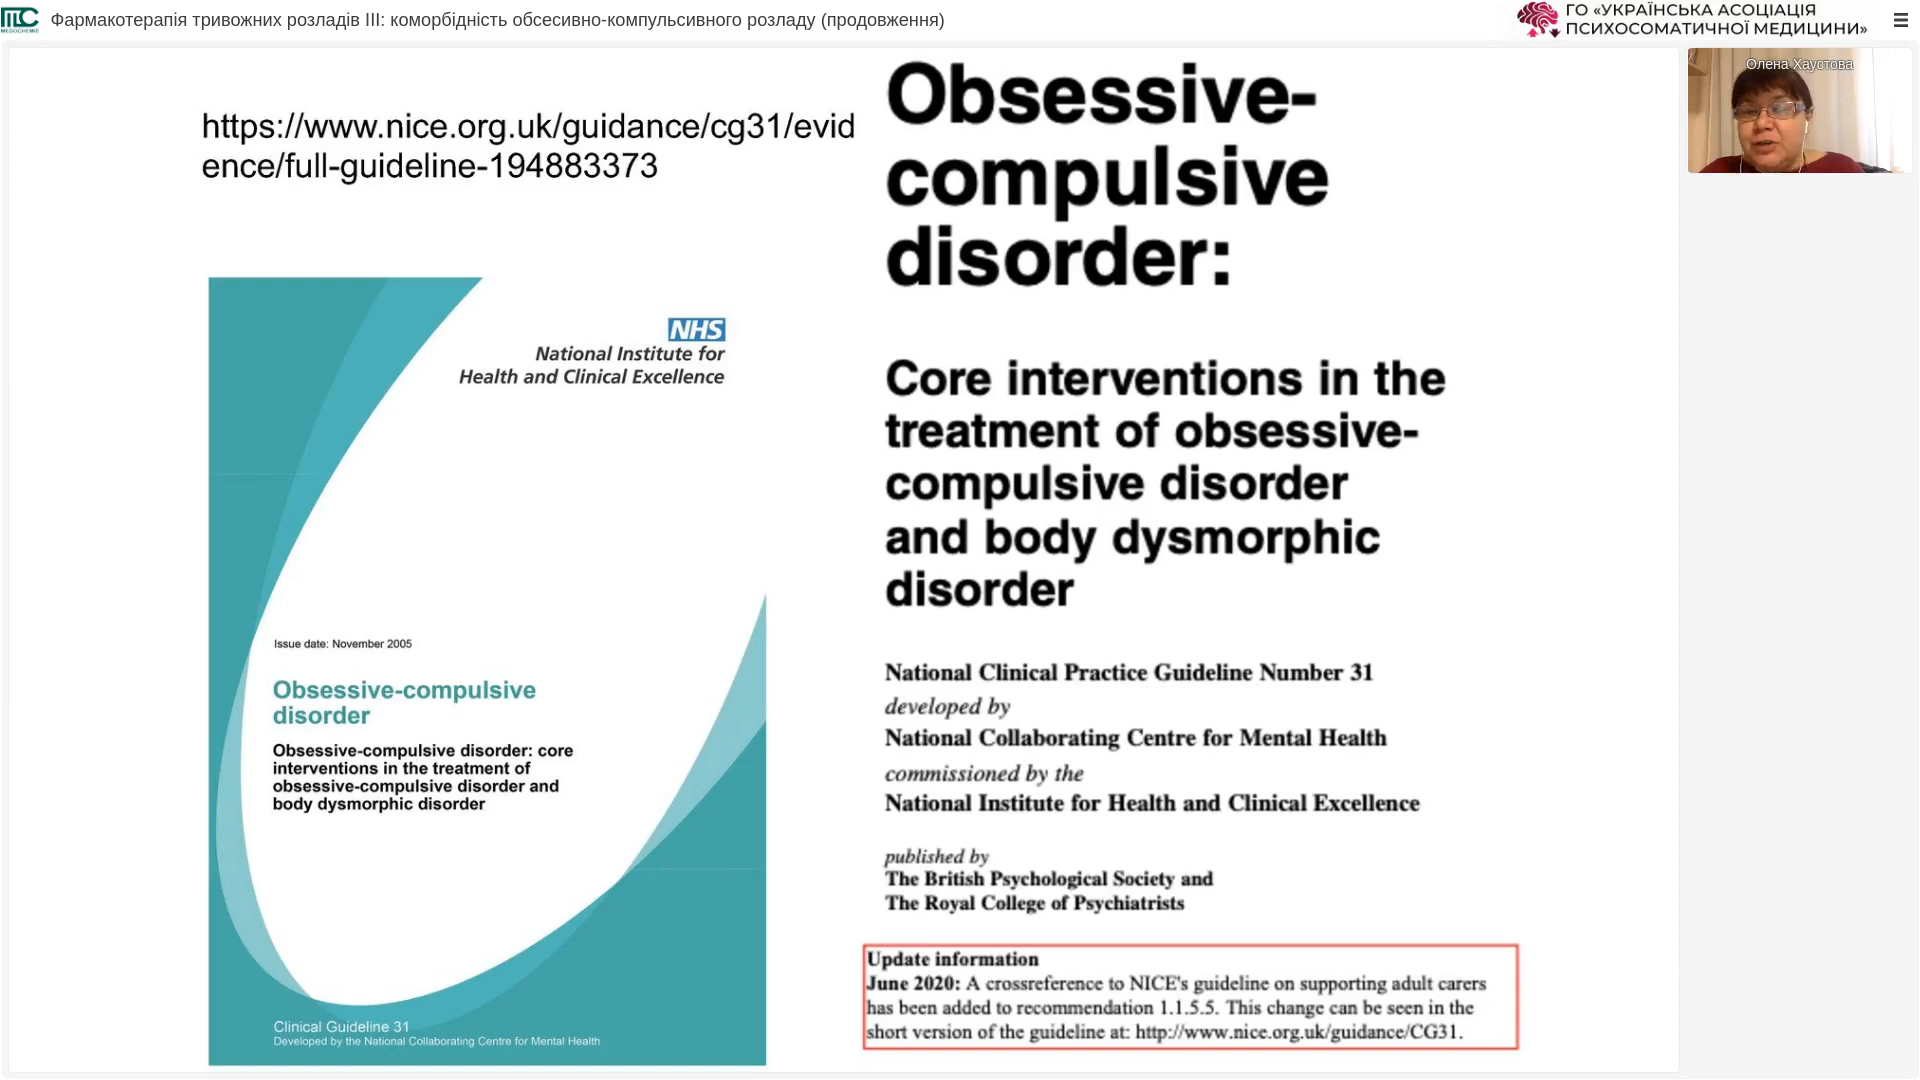 MEDOCHEMIE
Фармакотерапія тривожних розладів III: коморбідність обсесивно-компульсивного розладу (продовження)
ГО «УКРАЇНСЬКА АСОЦІАЦІЯ
ПСИХОСОМАТИЧНОЇ МЕДИЦИНИ»
Олена Хаустова
https://www.nice.org.uk/guidance/cg31/evid
ence/full-guideline-194883373
NHS
National Institute for
Health and Clinical Excellence
Issue date: November 2005
Obsessive-compulsive
disorder
Obsessive-compulsive disorder: core
interventions in the treatment of
obsessive-compulsive disorder and
body dysmorphic disorder
Clinical Guideline 31
Developed by the National Collaborating Centre for Mental Health
Obsessive-
compulsive
disorder:
Core interventions in the
treatment of obsessive-
compulsive disorder
and body dysmorphic
disorder
National Clinical Practice Guideline Number 31
developed by
National Collaborating Centre for Mental Health
commissioned by the
National Institute for Health and Clinical Excellence
published by
The British Psychological Society and
The Royal College of Psychiatrists
Update information
June 2020: A crossreference to NICE's guideline on supporting adult carers
has been added to recommendation 1.1.5.5. This change can be seen in the
short version of the guideline at: http://www.nice.org.uk/guidance/CG31.